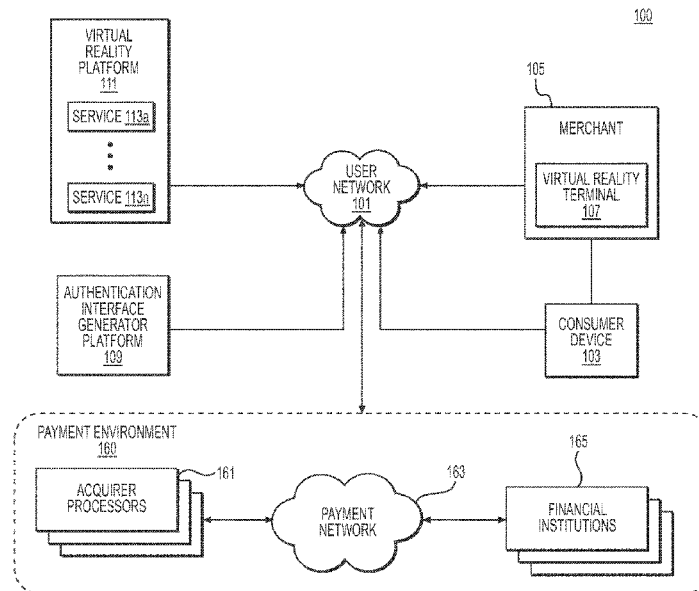 100
VIRTUAL
REALITY
PLATFORM
111
SERVICE 113a
SERVICE 113n
USER
NETWORK
101
105
MERCHANT
VIRTUAL REALITY
TERMINAL
107
AUTHENTICATION
INTERFACE
GENERATOR
PLATFORM
109
CONSUMER
DEVICE
103
PAYMENT ENVIRONMENT
160
161
ACQUIRER
PROCESSORS
163
PAYMENT
NETWORK
165
FINANCIAL
INSTITUTIONS